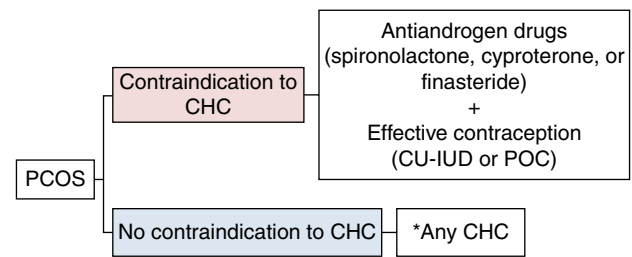 PCOS
Contraindication to
CHC
Antiandrogen drugs
(spironolactone, cyproterone, or
finasteride)
+
Effective contraception
(CU-IUD or POC)
No contraindication to CHC
*Any CHC